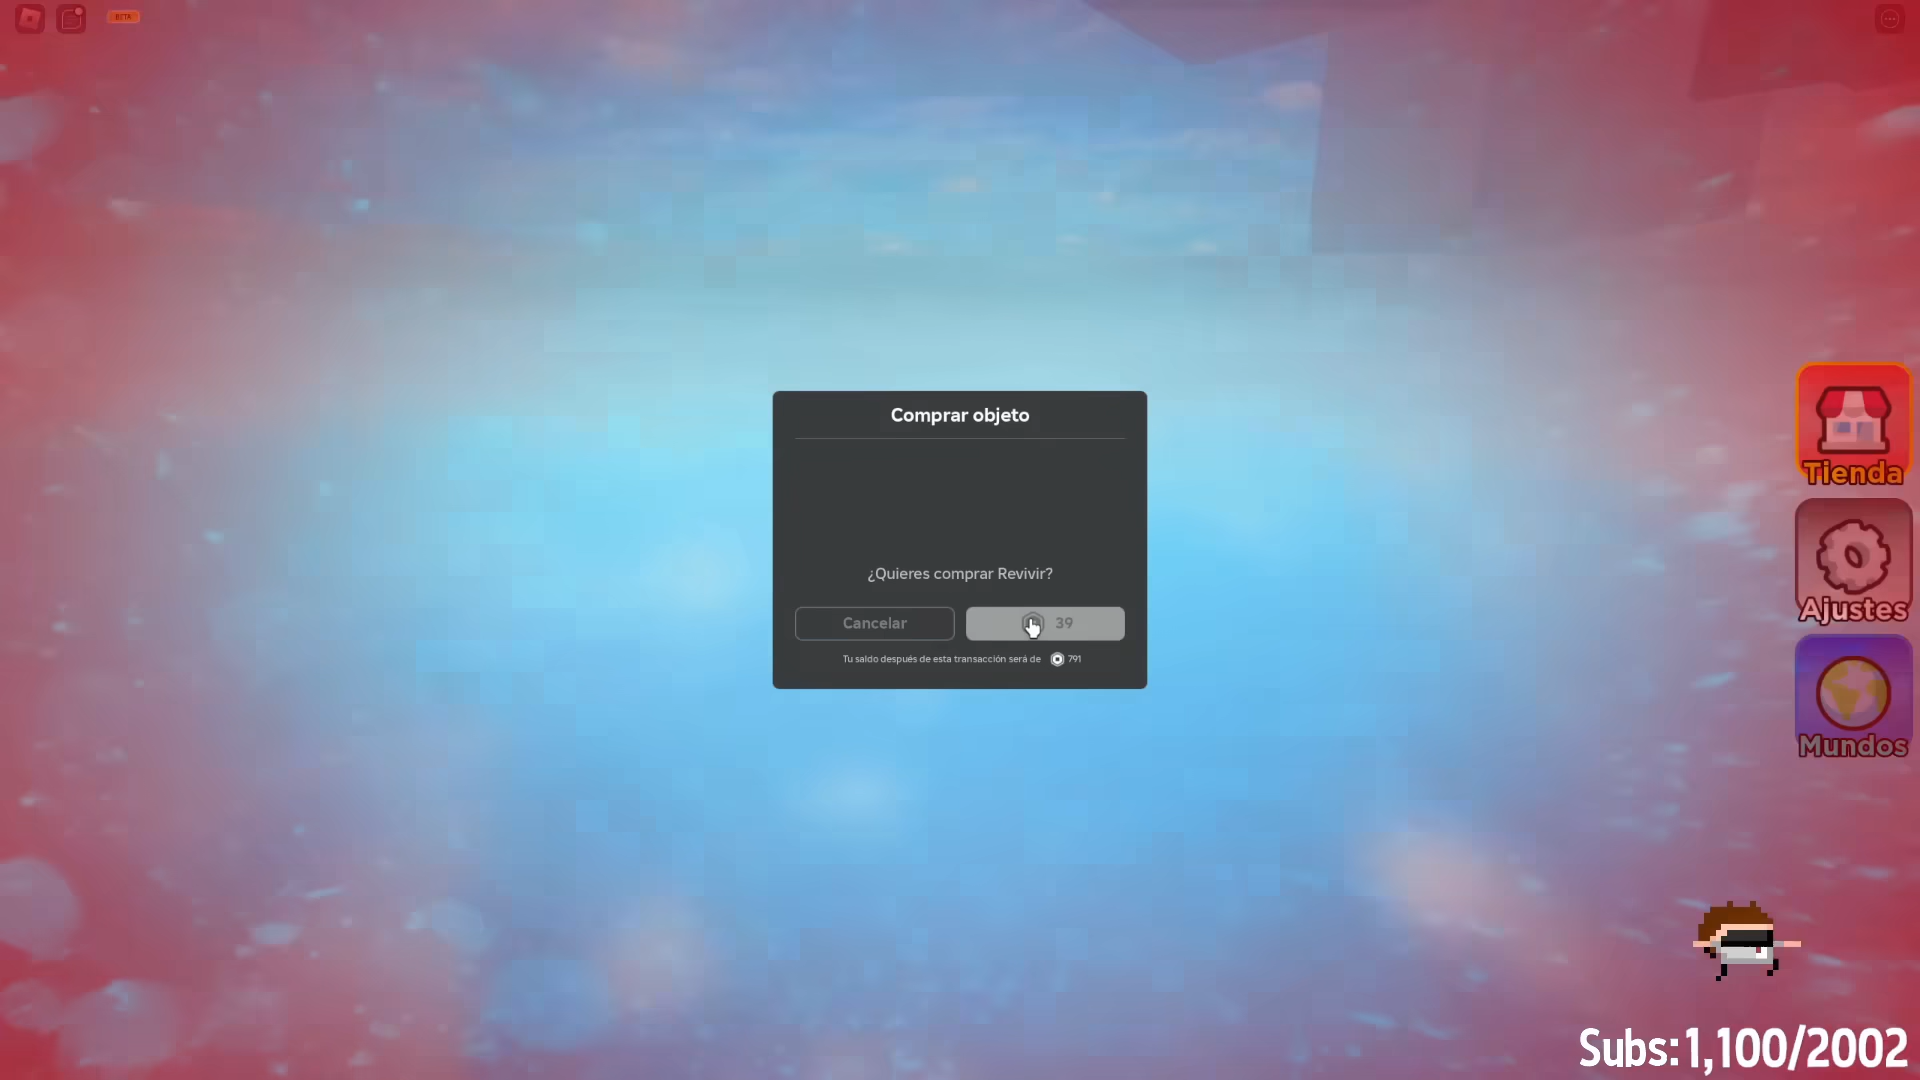 BETA
Comprar objeto
¿Quieres comprar Revivir?
Cancelar
39
Tu saldo después de esta transacción será de 791
Tienda
Ajustes
Mundos
Subs:1,100/2002